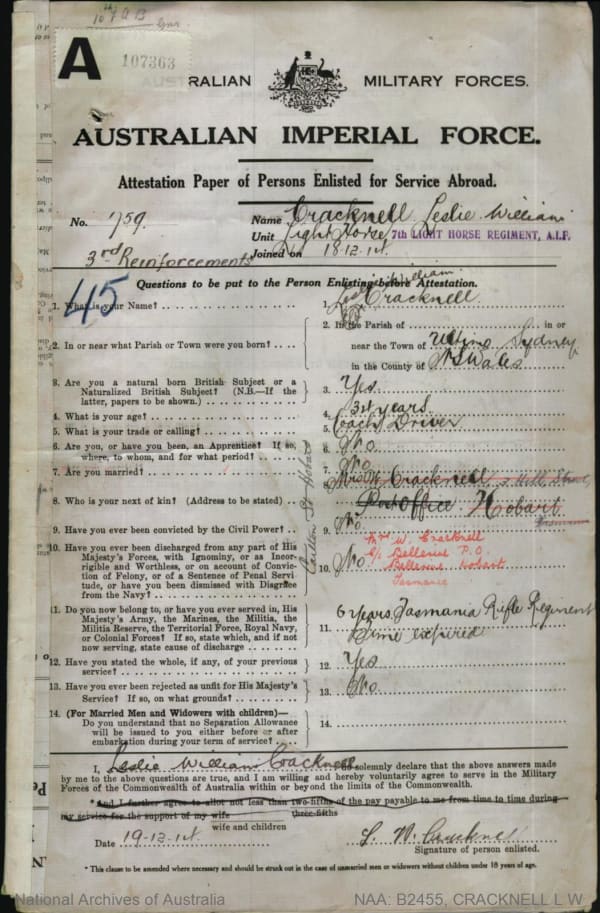 10th A B
A
107363
AUSTRALIAN MILITARY FORCES.
AUSTRALIAN IMPERIAL FORCE.
Attestation Paper of Persons Enlisted for Service Abroad.
No. 759. Name Cracknell Leslie William
Unit Light Horse, 7th LIGHT HORSE REGIMENT, A.I.F.
3rd Reinforcements Joined on 18.12.14.
Questions to be put to the Person Enlisting before Attestation.
45
1. What is your Name? 1. Leslie William Cracknell
2. In or near what Parish or Town were you born? 2. In the Parish of in or
near the Town of Ultimo Sydney
in the County of N S Wales
3. Are you a natural born British Subject or a
Naturalized British Subject? (N.B.—If the
latter, papers to be shown.) 3. Yes
4. What is your age? 4. 34 years
5. What is your trade or calling? 5. Coach Driver
6. Are you, or have you been, an Apprentice? If so,
where, to whom, and for what period? 6. No
7. Are you married? 7. No
8. Who is your next of kin? (Address to be stated) 8. Mrs W. Cracknell Hill Street,
Post Office Hobart
Tasmania
Carlton St Hobart
9. Have you ever been convicted by the Civil Power? 9. No.
Mrs W. Cracknell
C/o Bellerive P.O.
Bellerive Hobart
Tasmania
10. Have you ever been discharged from any part of His
Majesty's Forces, with Ignominy, or as Incor-
rigible and Worthless, or on account of Convic-
tion of Felony, or of a Sentence of Penal Servi-
tude, or have you been dismissed with Disgrace
from the Navy? 10. No
11. Do you now belong to, or have you ever served in, His
Majesty's Army, the Marines, the Militia, the
Militia Reserve, the Territorial Force, Royal Navy,
or Colonial Forces? If so, state which, and if not
now serving, state cause of discharge 11. 6 years. Tasmania Rifle Regiment
Time expired
12. Have you stated the whole, if any, of your previous
service? 12. Yes
13. Have you ever been rejected as unfit for His Majesty's
Service? If so, on what grounds? 13. No
14. (For Married Men and Widowers with children)—
Do you understand that no Separation Allowance
will be issued to you either before or after
embarkation during your term of service? 14.
I, Leslie William Cracknell do solemnly declare that the above answers made
by me to the above questions are true, and I am willing and hereby voluntarily agree to serve in the Military
Forces of the Commonwealth of Australia within or beyond the limits of the Commonwealth.
*And I further agree to allot not less than two-fifths of the pay payable to me from time to time during
three-fifths
my service for the support of my wife
wife and children
Date 19-12-14. L. W. Cracknell
Signature of person enlisted.
*This clause to be amended where necessary and should be struck out in the case of unmarried men or widowers without children under 18 years of age.
National Archives of Australia NAA: B2455, CRACKNELL L W